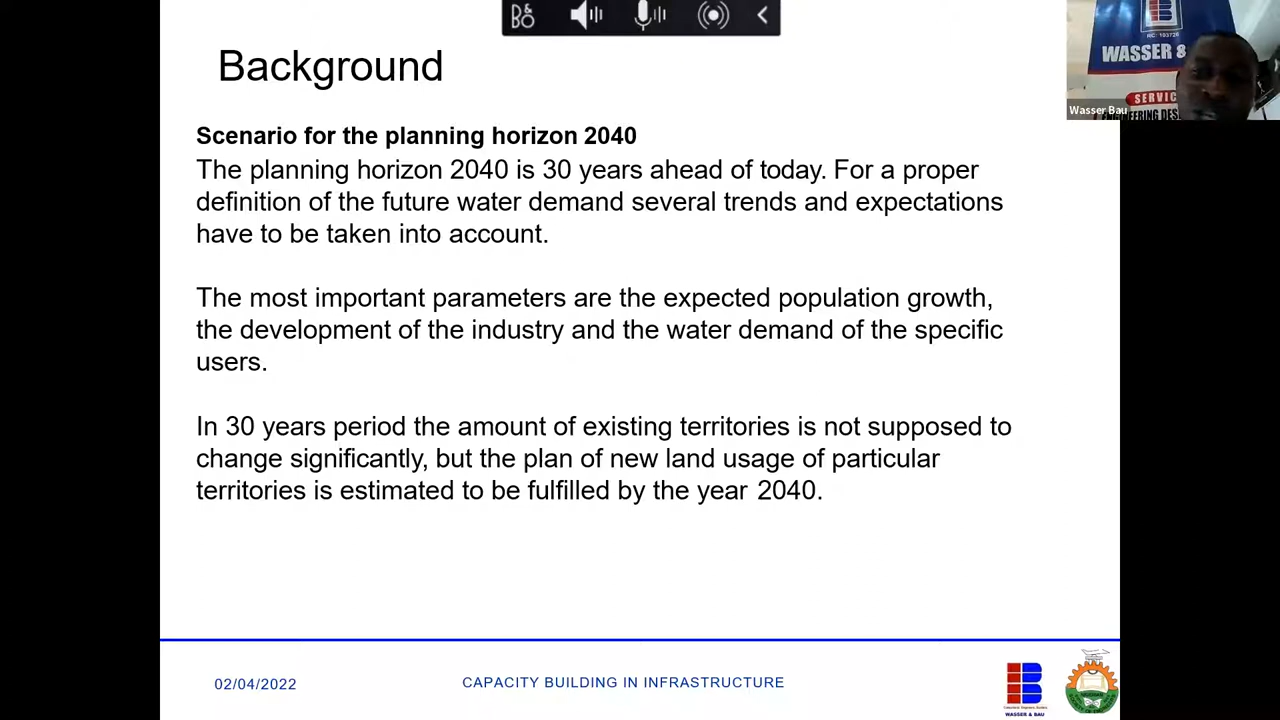 B&O
Background
WASSER &
RC: 193726
SERVIC
Wasser Bau
Scenario for the planning horizon 2040
The planning horizon 2040 is 30 years ahead of today. For a proper
definition of the future water demand several trends and expectations
have to be taken into account.
The most important parameters are the expected population growth,
the development of the industry and the water demand of the specific
users.
In 30 years period the amount of existing territories is not supposed to
change significantly, but the plan of new land usage of particular
territories is estimated to be fulfilled by the year 2040.
02/04/2022
CAPACITY BUILDING IN INFRASTRUCTURE
WASSER & BAU